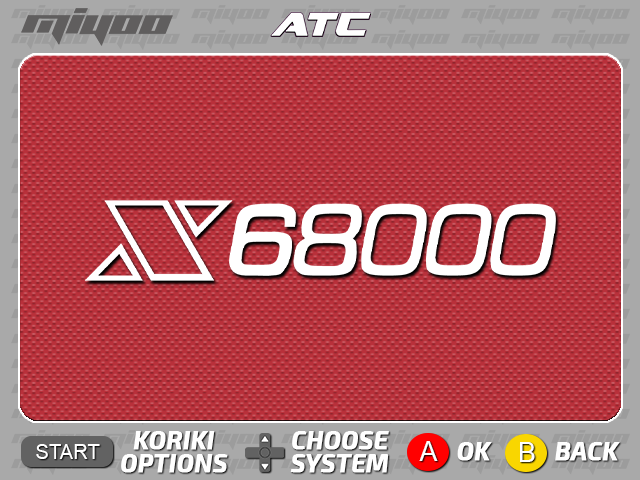 miyoo
ATC
X68000
START
KORIKI
OPTIONS
CHOOSE
SYSTEM
A OK
B BACK